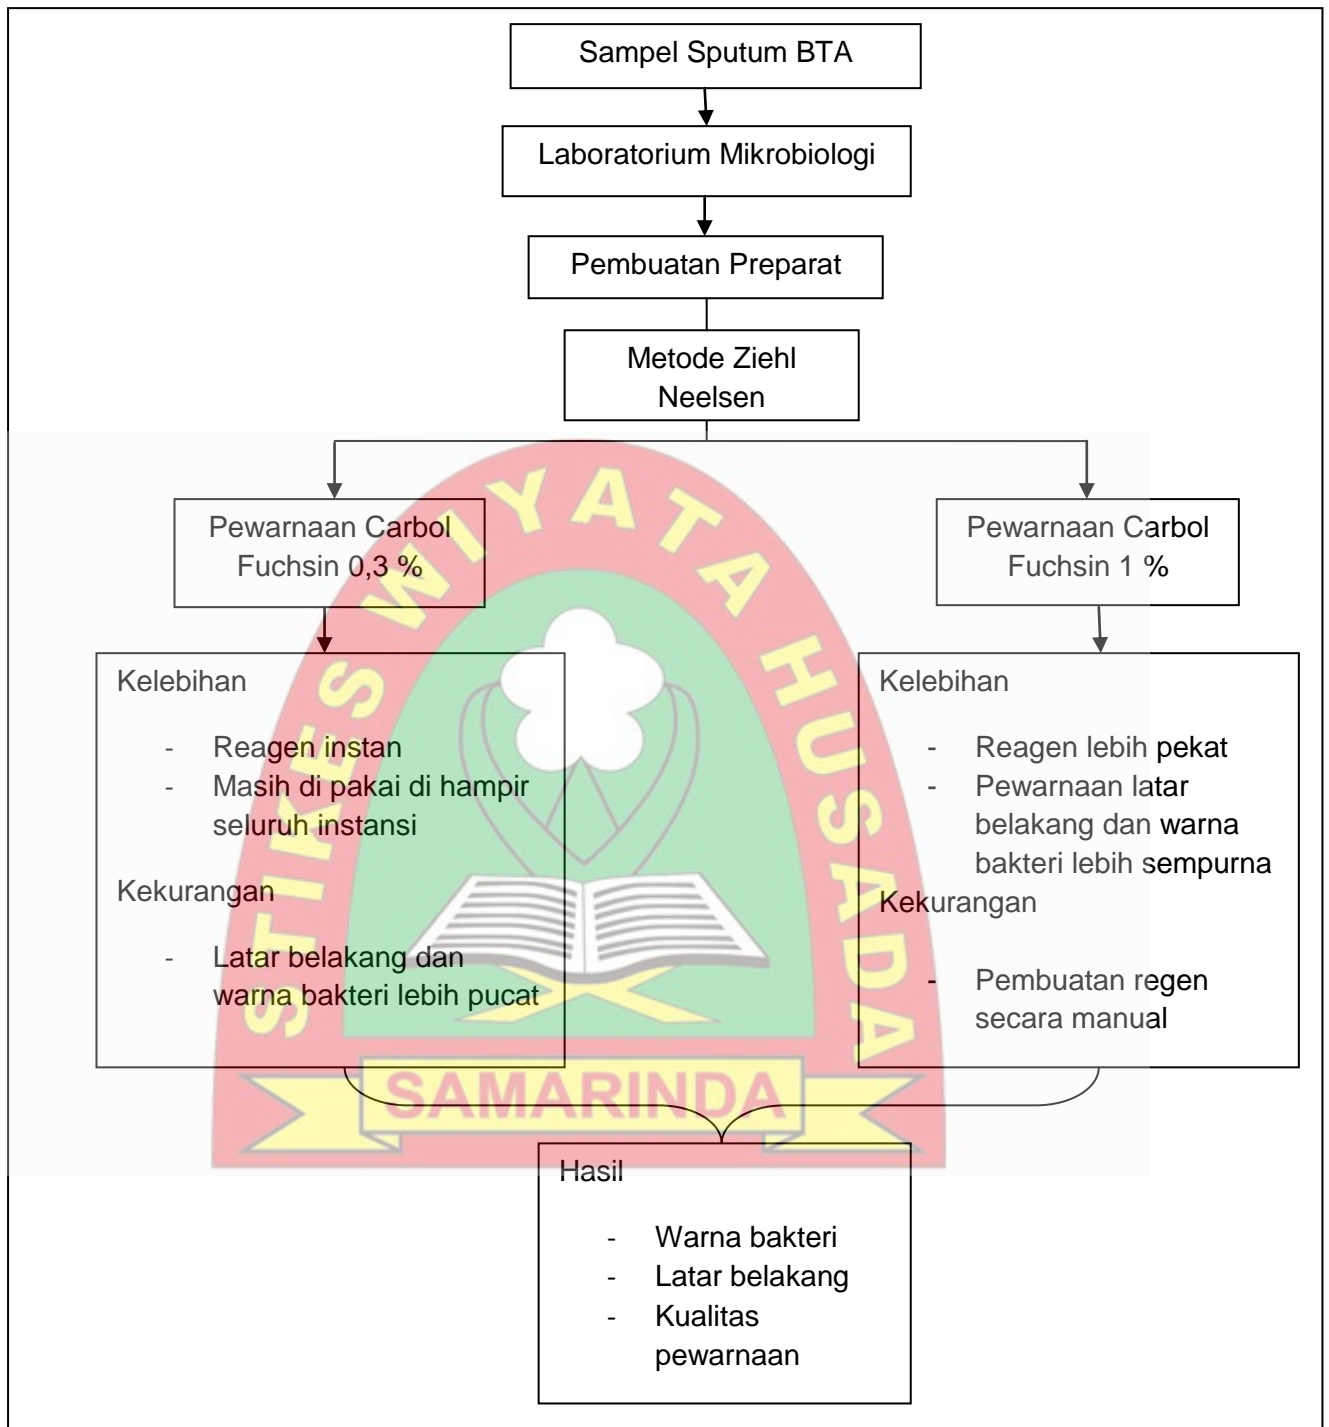 Sampel Sputum BTA
Laboratorium Mikrobiologi
Pembuatan Preparat
Metode Ziehl
Neelsen
Pewarnaan Carbol
Fuchsin 0,3 %
Kelebihan
- Reagen instan
- Masih di pakai di hampir
seluruh instansi
Kekurangan
- Latar belakang dan
warna bakteri lebih pucat
Pewarnaan Carbol
Fuchsin 1 %
Kelebihan
- Reagen lebih pekat
- Pewarnaan latar
belakang dan warna
bakteri lebih sempurna
Kekurangan
- Pembuatan regen
secara manual
Hasil
- Warna bakteri
- Latar belakang
- Kualitas
pewarnaan
STIKES WIYATA HUSADA
SAMARINDA